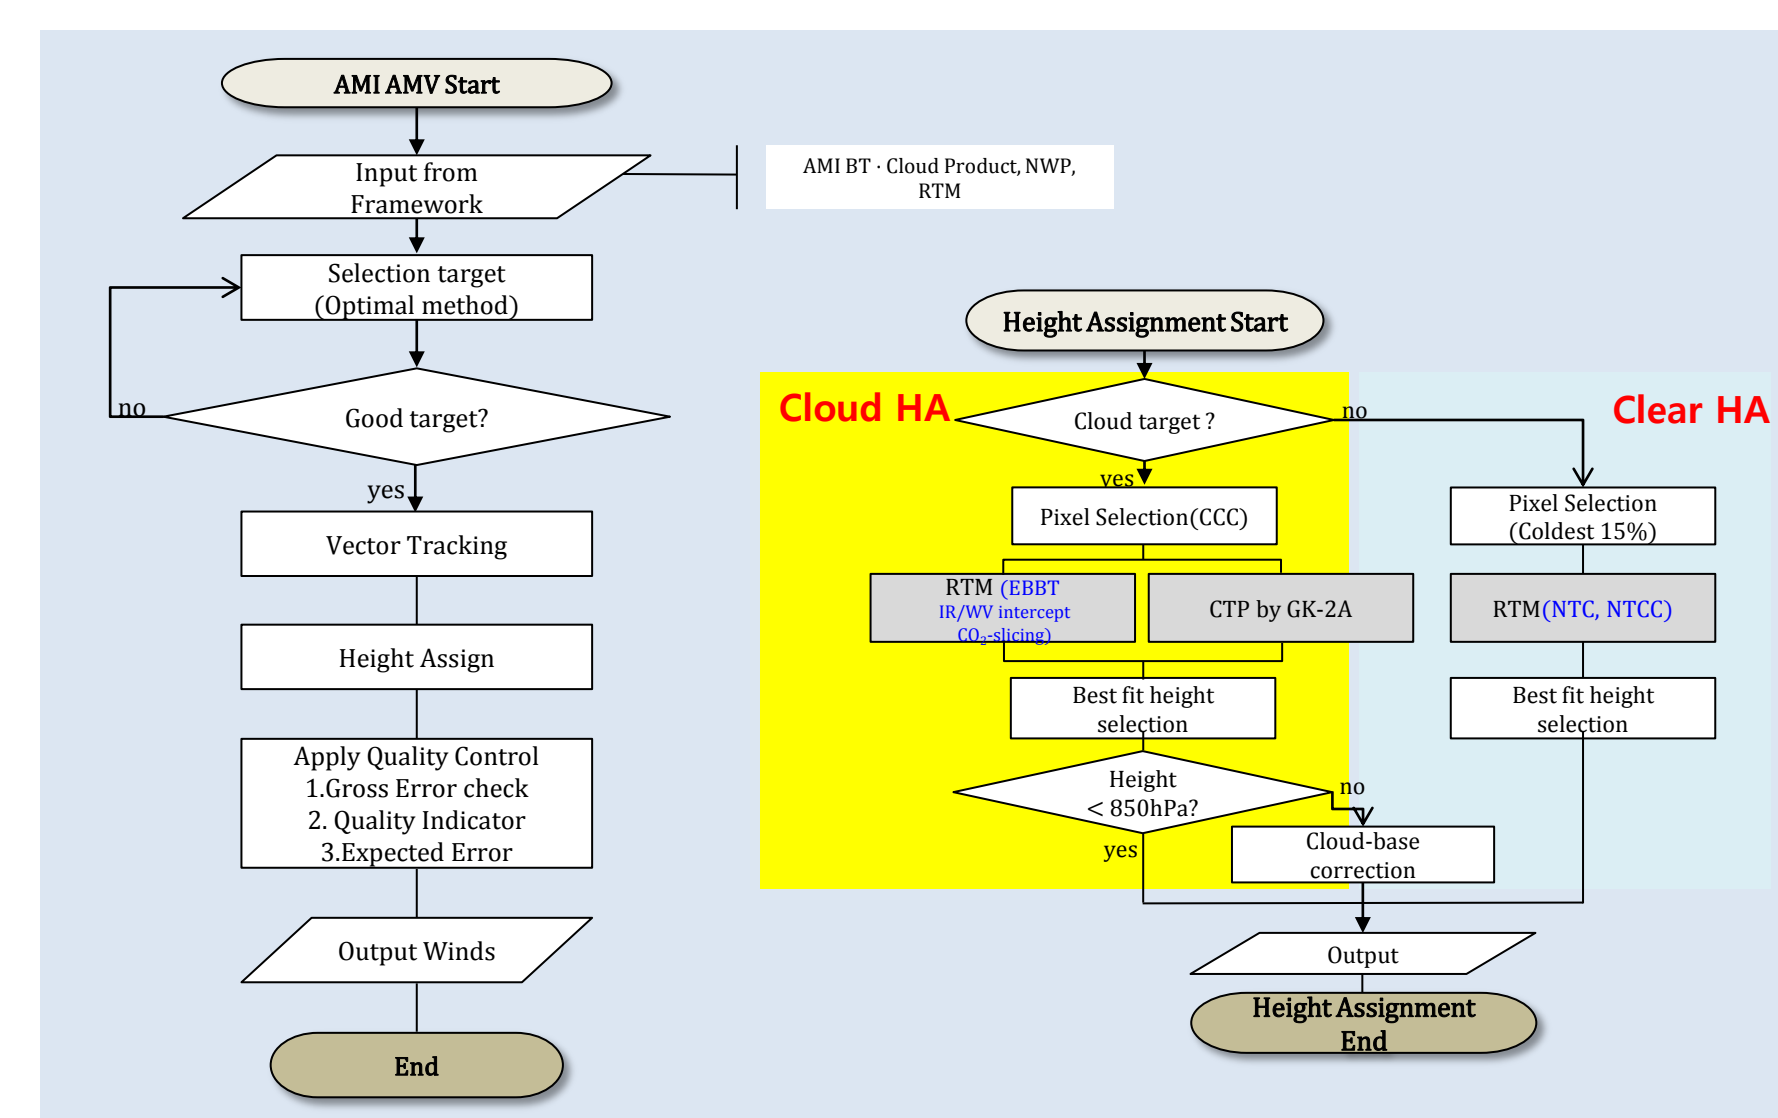 AMI AMV Start
Input from
Framework
AMI BT · Cloud Product, NWP,
RTM
Selection target
(Optimal method)
Good target?
no
yes
Vector Tracking
Height Assign
Apply Quality Control
1.Gross Error check
2. Quality Indicator
3.Expected Error
Output Winds
End
Height Assignment Start
Cloud HA
Clear HA
Cloud target ?
no
yes
Pixel Selection(CCC)
Pixel Selection
(Coldest 15%)
RTM (EBBT
IR/WV intercept
CO₂-slicing)
CTP by GK-2A
RTM(NTC, NTCC)
Best fit height
selection
Best fit height
selection
Height
< 850hPa?
no
yes
Cloud-base
correction
Output
Height Assignment
End